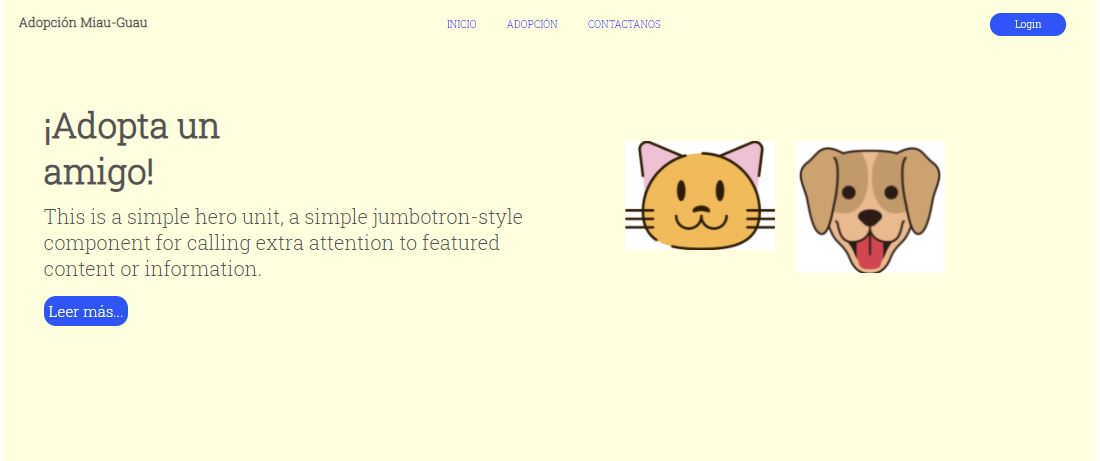 Adopción Miau-Guau
INICIO
ADOPCIÓN
CONTACTANOS
Login
¡Adopta un
amigo!
This is a simple hero unit, a simple jumbotron-style
component for calling extra attention to featured
content or information.
Leer más...